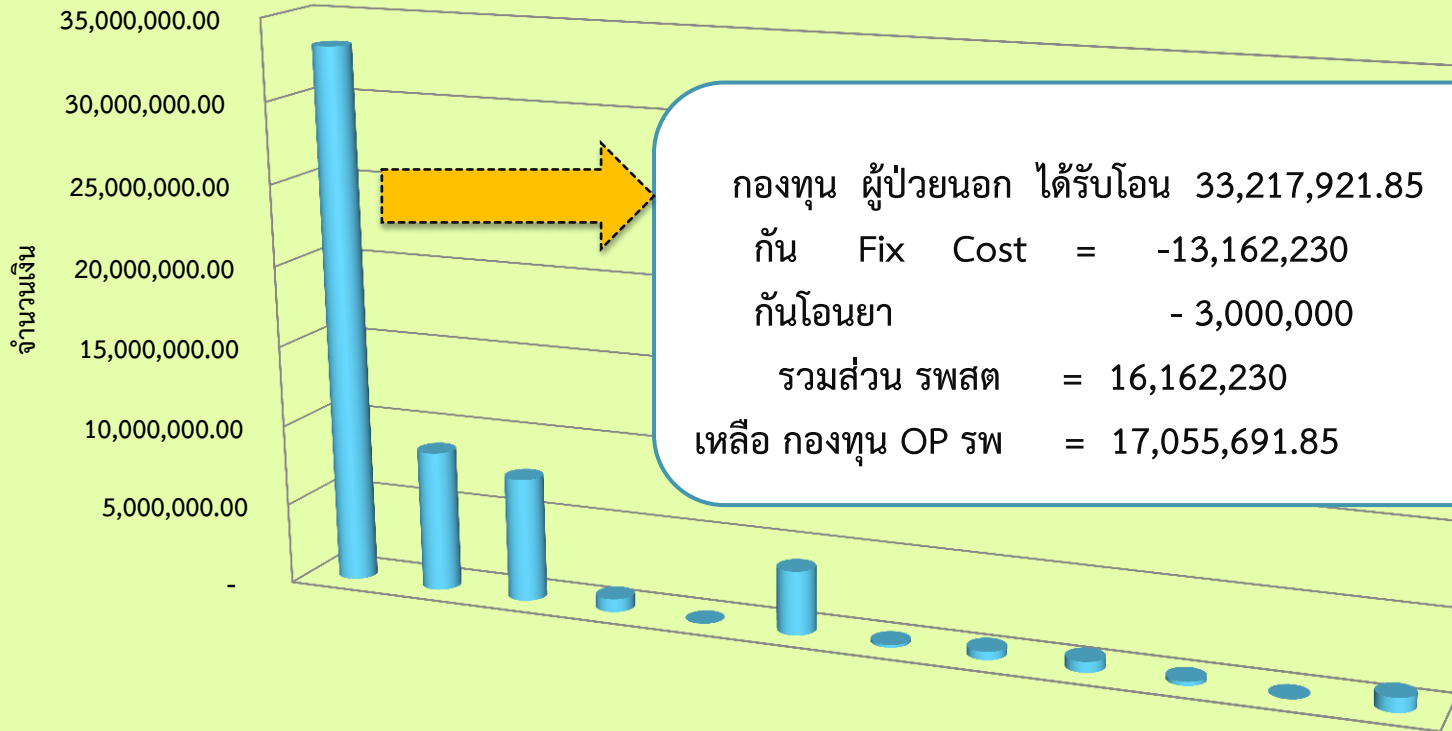 35,000,000.00
30,000,000.00
25,000,000.00
20,000,000.00
15,000,000.00
10,000,000.00
5,000,000.00
-
จำนวนเงิน
กองทุน ผู้ป่วยนอก ได้รับโอน 33,217,921.85
กัน Fix Cost = -13,162,230
กันโอนยา - 3,000,000
รวมส่วน รพสต = 16,162,230
เหลือ กองทุน OP รพ = 17,055,691.85